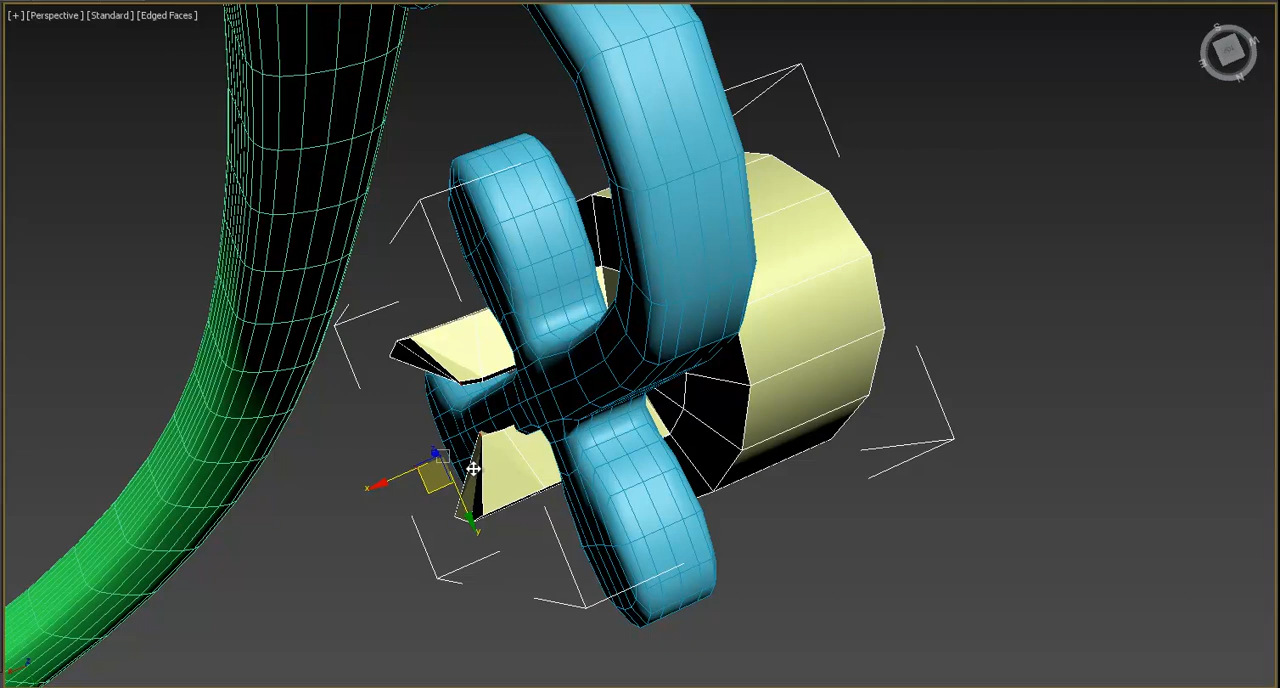 [+] [Perspective] [Standard] [Edged Faces]
S
W
E
N
x
y
z